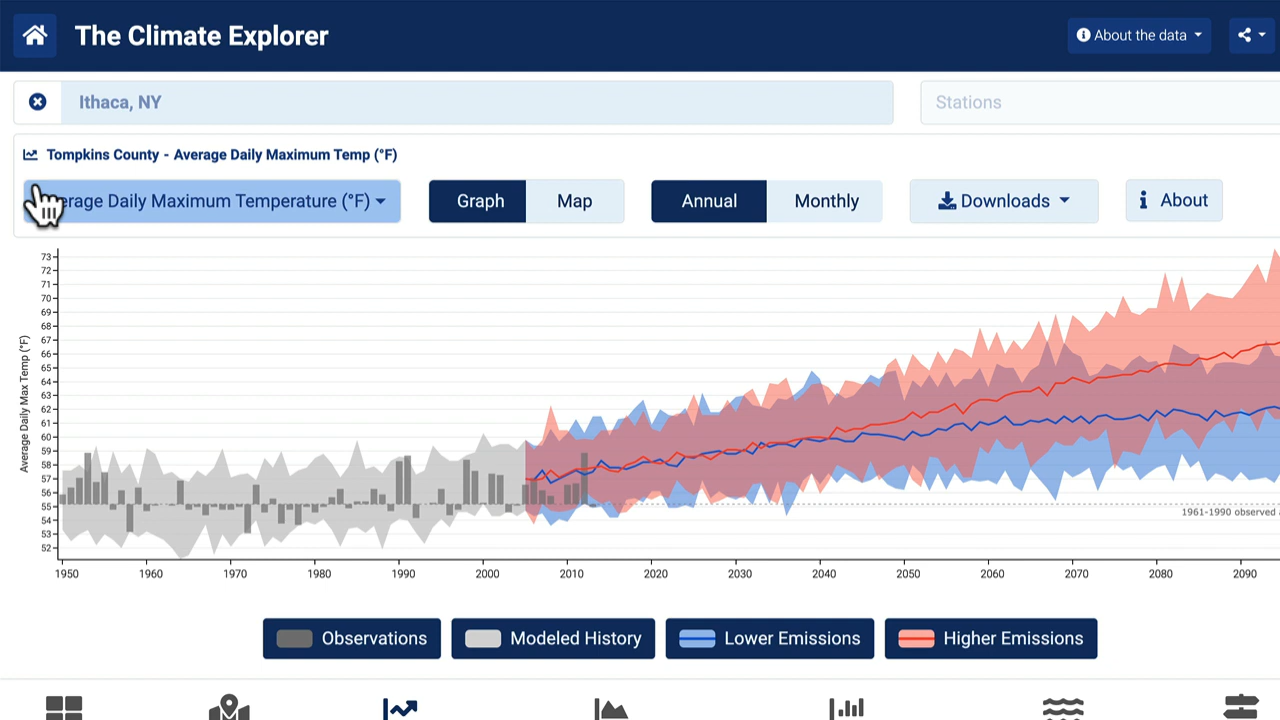 The Climate Explorer
About the data
Ithaca, NY
Stations
Tompkins County - Average Daily Maximum Temp (°F)
erage Daily Maximum Temperature (°F)
Graph
Map
Annual
Monthly
Downloads
About
Average Daily Max Temp (°F)
73
72
71
70
69
68
67
66
65
64
63
62
61
60
59
58
57
56
55
54
53
52
1961-1990 observed
1950 1960 1970 1980 1990 2000 2010 2020 2030 2040 2050 2060 2070 2080 2090
Observations
Modeled History
Lower Emissions
Higher Emissions